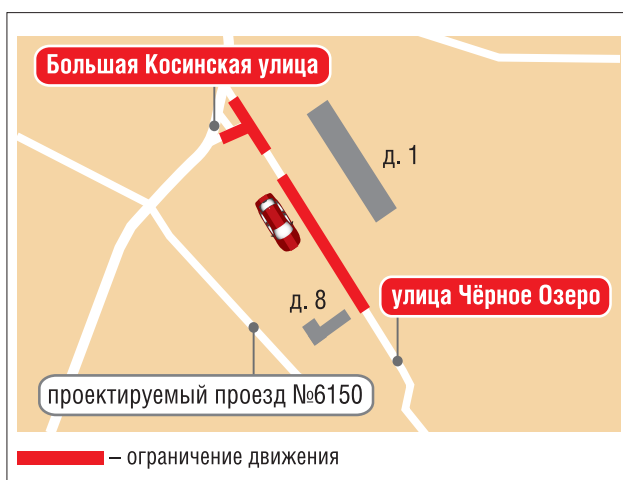 Большая Косинская улица
д. 1
д. 8
улица Чёрное Озеро
проектируемый проезд №6150
– ограничение движения